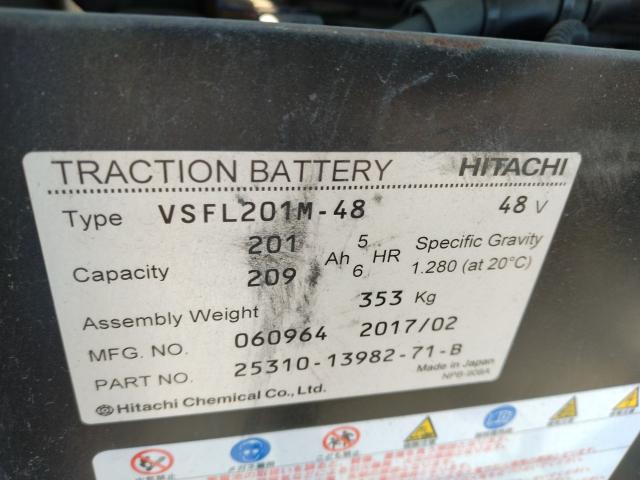 TRACTION BATTERY HITACHI
Type VSFL201M-48 48 V
Capacity 201 Ah 5 HR Specific Gravity
209 6 1.280 (at 20°C)
Assembly Weight 353 Kg
MFG. NO. 060964 2017/02
PART NO. 25310-13982-71-B Made in Japan
Hitachi Chemical Co., Ltd. NPB-908A